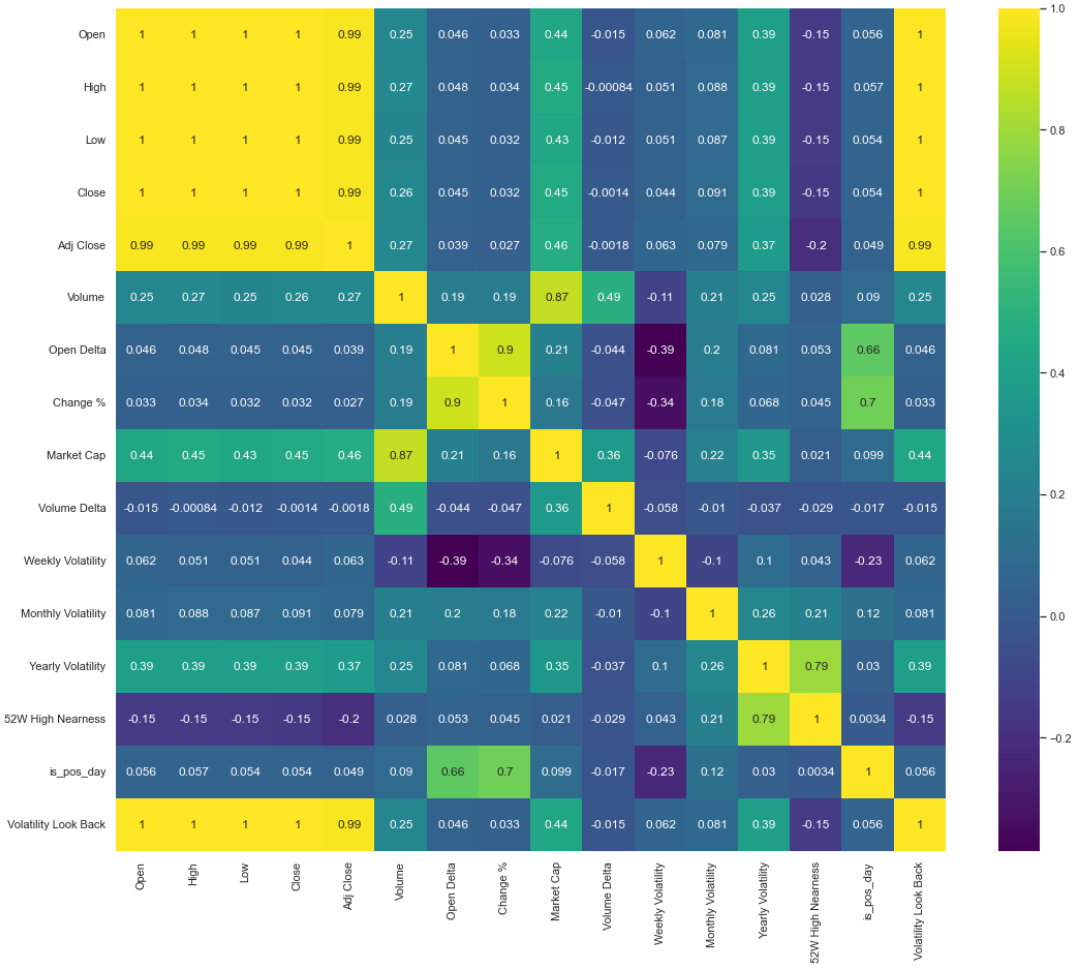 Open 1 1 1 1 0.99 0.25 0.046 0.033 0.44 -0.015 0.062 0.081 0.39 -0.15 0.056 1
High 1 1 1 1 0.99 0.27 0.048 0.034 0.45 -0.00084 0.051 0.088 0.39 -0.15 0.057 1
Low 1 1 1 1 0.99 0.25 0.045 0.032 0.43 -0.012 0.051 0.087 0.39 -0.15 0.054 1
Close 1 1 1 1 0.99 0.26 0.045 0.032 0.45 -0.0014 0.044 0.091 0.39 -0.15 0.054 1
Adj Close 0.99 0.99 0.99 0.99 1 0.27 0.039 0.027 0.46 -0.0018 0.063 0.079 0.37 -0.2 0.049 0.99
Volume 0.25 0.27 0.25 0.26 0.27 1 0.19 0.19 0.87 0.49 -0.11 0.21 0.25 0.028 0.09 0.25
Open Delta 0.046 0.048 0.045 0.045 0.039 0.19 1 0.9 0.21 -0.044 -0.39 0.2 0.081 0.053 0.66 0.046
Change % 0.033 0.034 0.032 0.032 0.027 0.19 0.9 1 0.16 -0.047 -0.34 0.18 0.068 0.045 0.7 0.033
Market Cap 0.44 0.45 0.43 0.45 0.46 0.87 0.21 0.16 1 0.36 -0.076 0.22 0.35 0.021 0.099 0.44
Volume Delta -0.015 -0.00084 -0.012 -0.0014 -0.0018 0.49 -0.044 -0.047 0.36 1 -0.058 -0.01 -0.037 -0.029 -0.017 -0.015
Weekly Volatility 0.062 0.051 0.051 0.044 0.063 -0.11 -0.39 -0.34 -0.076 -0.058 1 -0.1 0.1 0.043 -0.23 0.062
Monthly Volatility 0.081 0.088 0.087 0.091 0.079 0.21 0.2 0.18 0.22 -0.01 -0.1 1 0.26 0.21 0.12 0.081
Yearly Volatility 0.39 0.39 0.39 0.39 0.37 0.25 0.081 0.068 0.35 -0.037 0.1 0.26 1 0.79 0.03 0.39
52W High Nearness -0.15 -0.15 -0.15 -0.15 -0.2 0.028 0.053 0.045 0.021 -0.029 0.043 0.21 0.79 1 0.0034 -0.15
is_pos_day 0.056 0.057 0.054 0.054 0.049 0.09 0.66 0.7 0.099 -0.017 -0.23 0.12 0.03 0.0034 1 0.056
Volatility Look Back 1 1 1 1 0.99 0.25 0.046 0.033 0.44 -0.015 0.062 0.081 0.39 -0.15 0.056 1
Open
High
Low
Close
Adj Close
Volume
Open Delta
Change %
Market Cap
Volume Delta
Weekly Volatility
Monthly Volatility
Yearly Volatility
52W High Nearness
is_pos_day
Volatility Look Back
1.0
0.8
0.6
0.4
0.2
0.0
−0.2